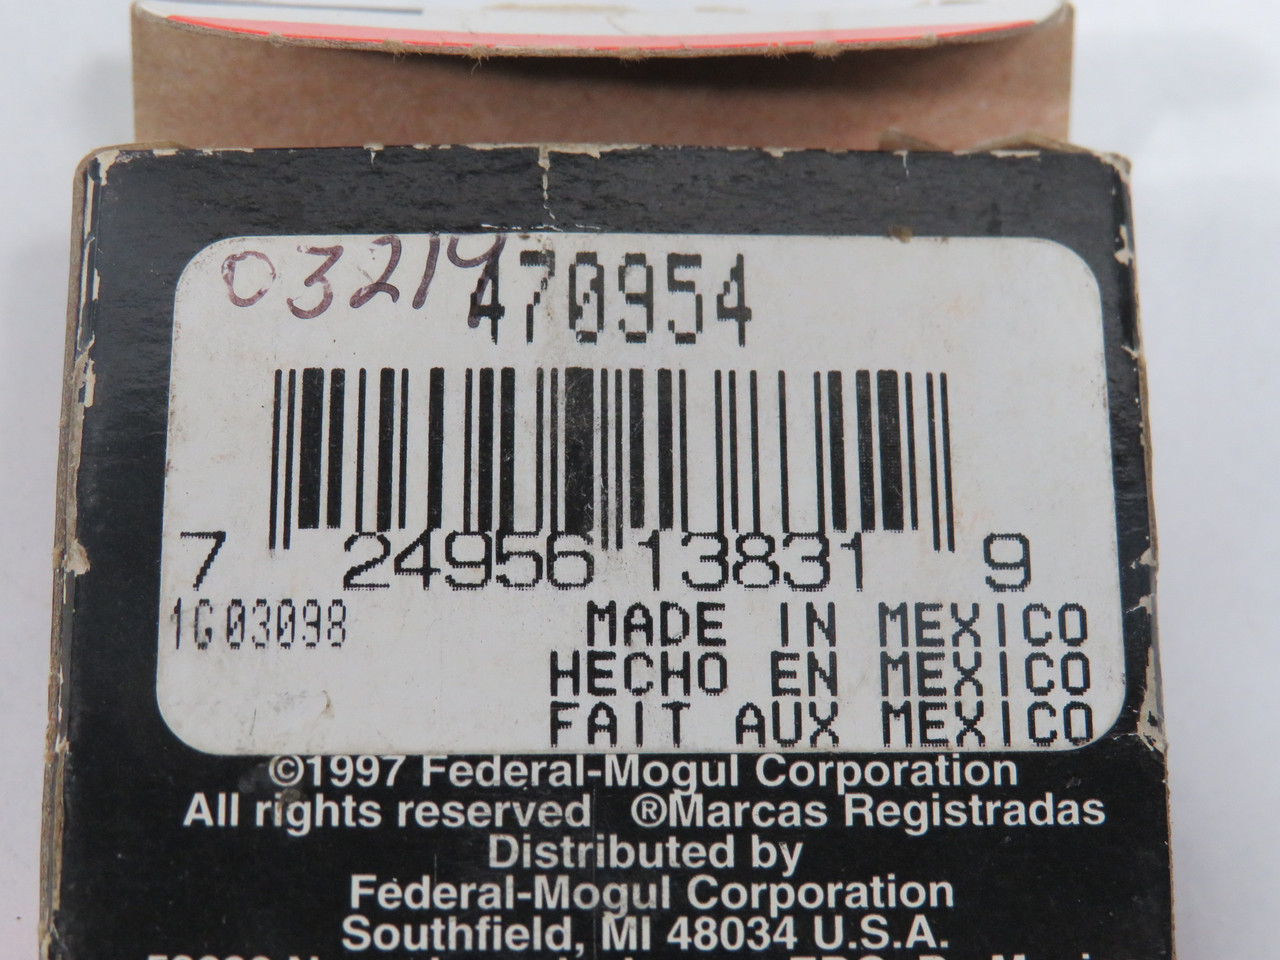 03214
470954
7 24956 13831 9
1G03098
MADE IN MEXICO
HECHO EN MEXICO
FAIT AUX MEXICO
©1997 Federal-Mogul Corporation
All rights reserved ®Marcas Registradas
Distributed by
Federal-Mogul Corporation
Southfield, MI 48034 U.S.A.